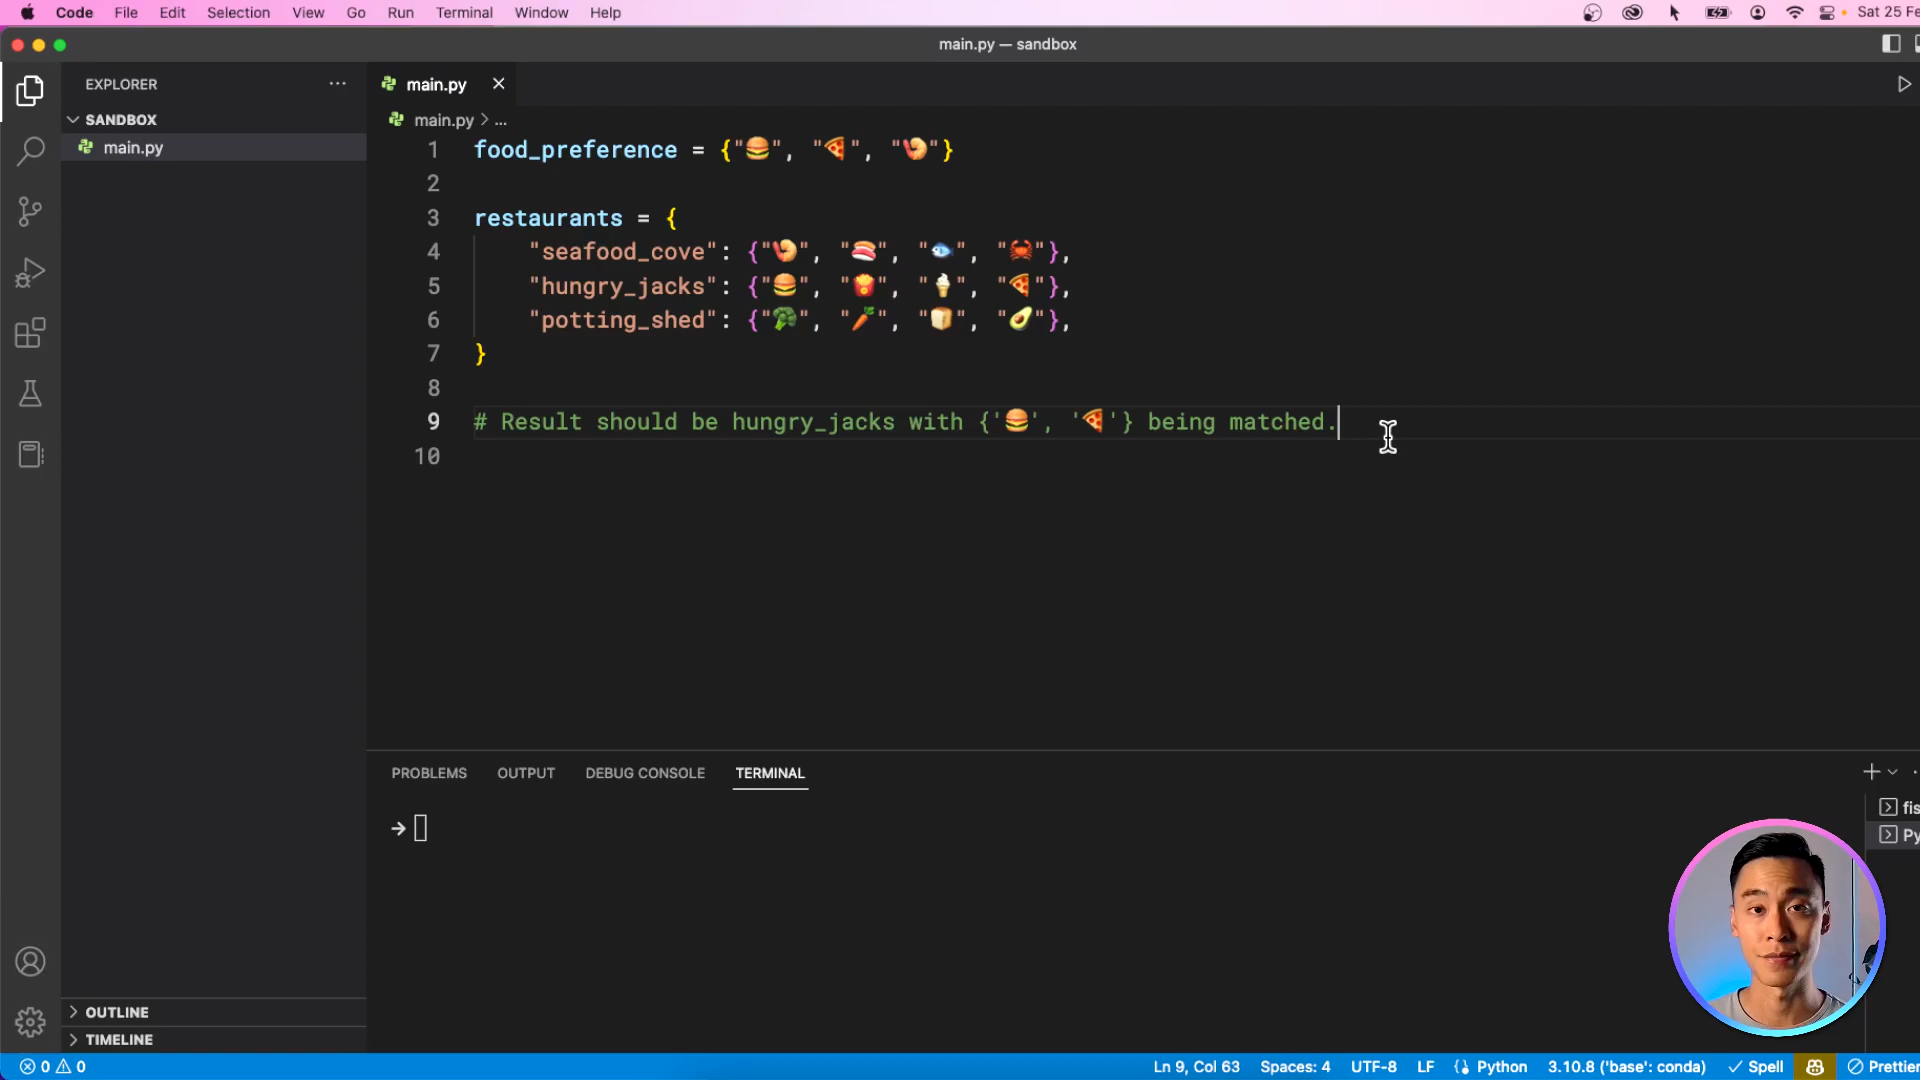 Code File Edit Selection View Go Run Terminal Window Help Sat 25 Fe
main.py — sandbox
EXPLORER
main.py
SANDBOX
main.py
main.py > ...
1 food_preference = {"🍔", "🍕", "🍤"}
2
3 restaurants = {
4 "seafood_cove": {"🍤", "🍣", "🐟", "🦀"},
5 "hungry_jacks": {"🍔", "🍟", "🍦", "🍕"},
6 "potting_shed": {"🥦", "🥕", "🍞", "🥑"},
7 }
8
9 # Result should be hungry_jacks with {'🍔', '🍕'} being matched.
10
PROBLEMS OUTPUT DEBUG CONSOLE TERMINAL
fis
Py
OUTLINE
TIMELINE
0 0 Ln 9, Col 63 Spaces: 4 UTF-8 LF Python 3.10.8 ('base': conda) Spell Prettier